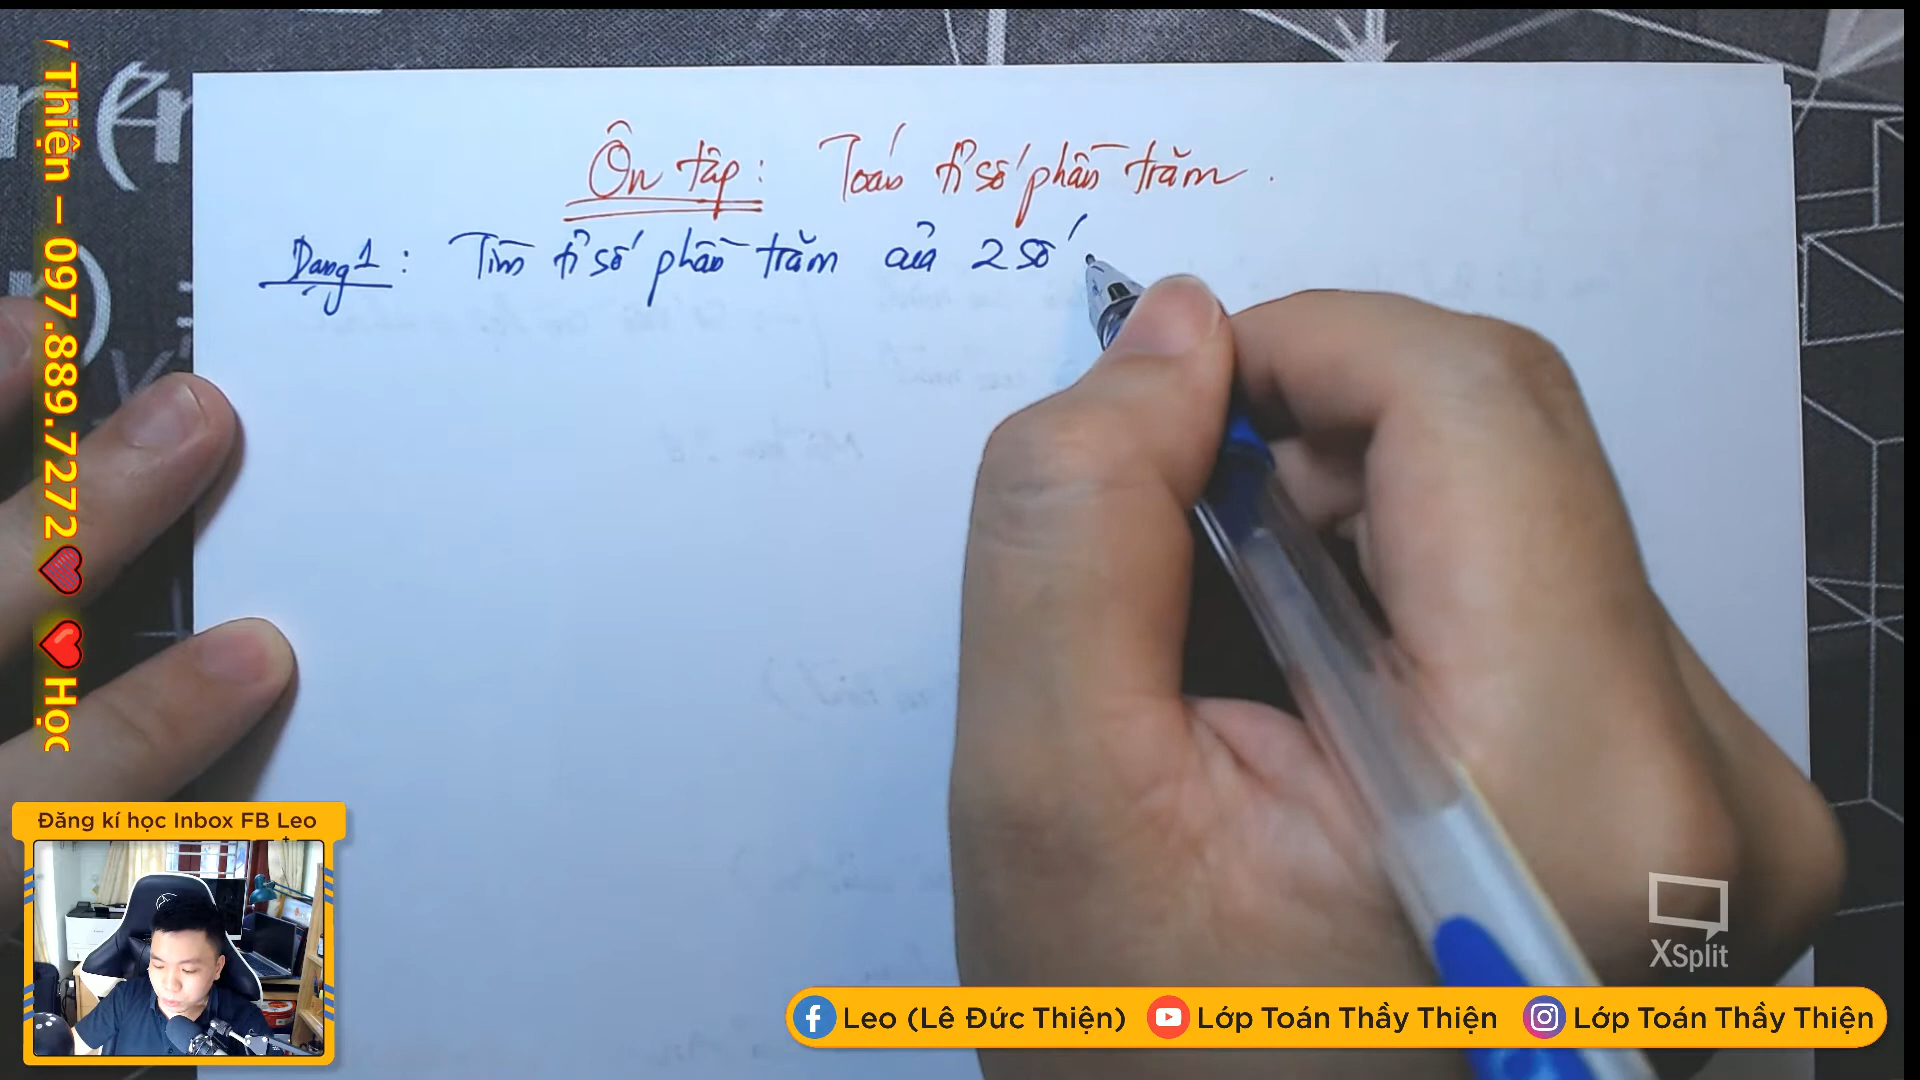 Ôn tập: Toán tỉ số phần trăm.
Dạng 1: Tìm tỉ số phần trăm của 2 số
Thiện – 097.889.7272❤ ❤ Học
Đăng kí học Inbox FB Leo
XSplit
Leo (Lê Đức Thiện) Lớp Toán Thầy Thiện Lớp Toán Thầy Thiện